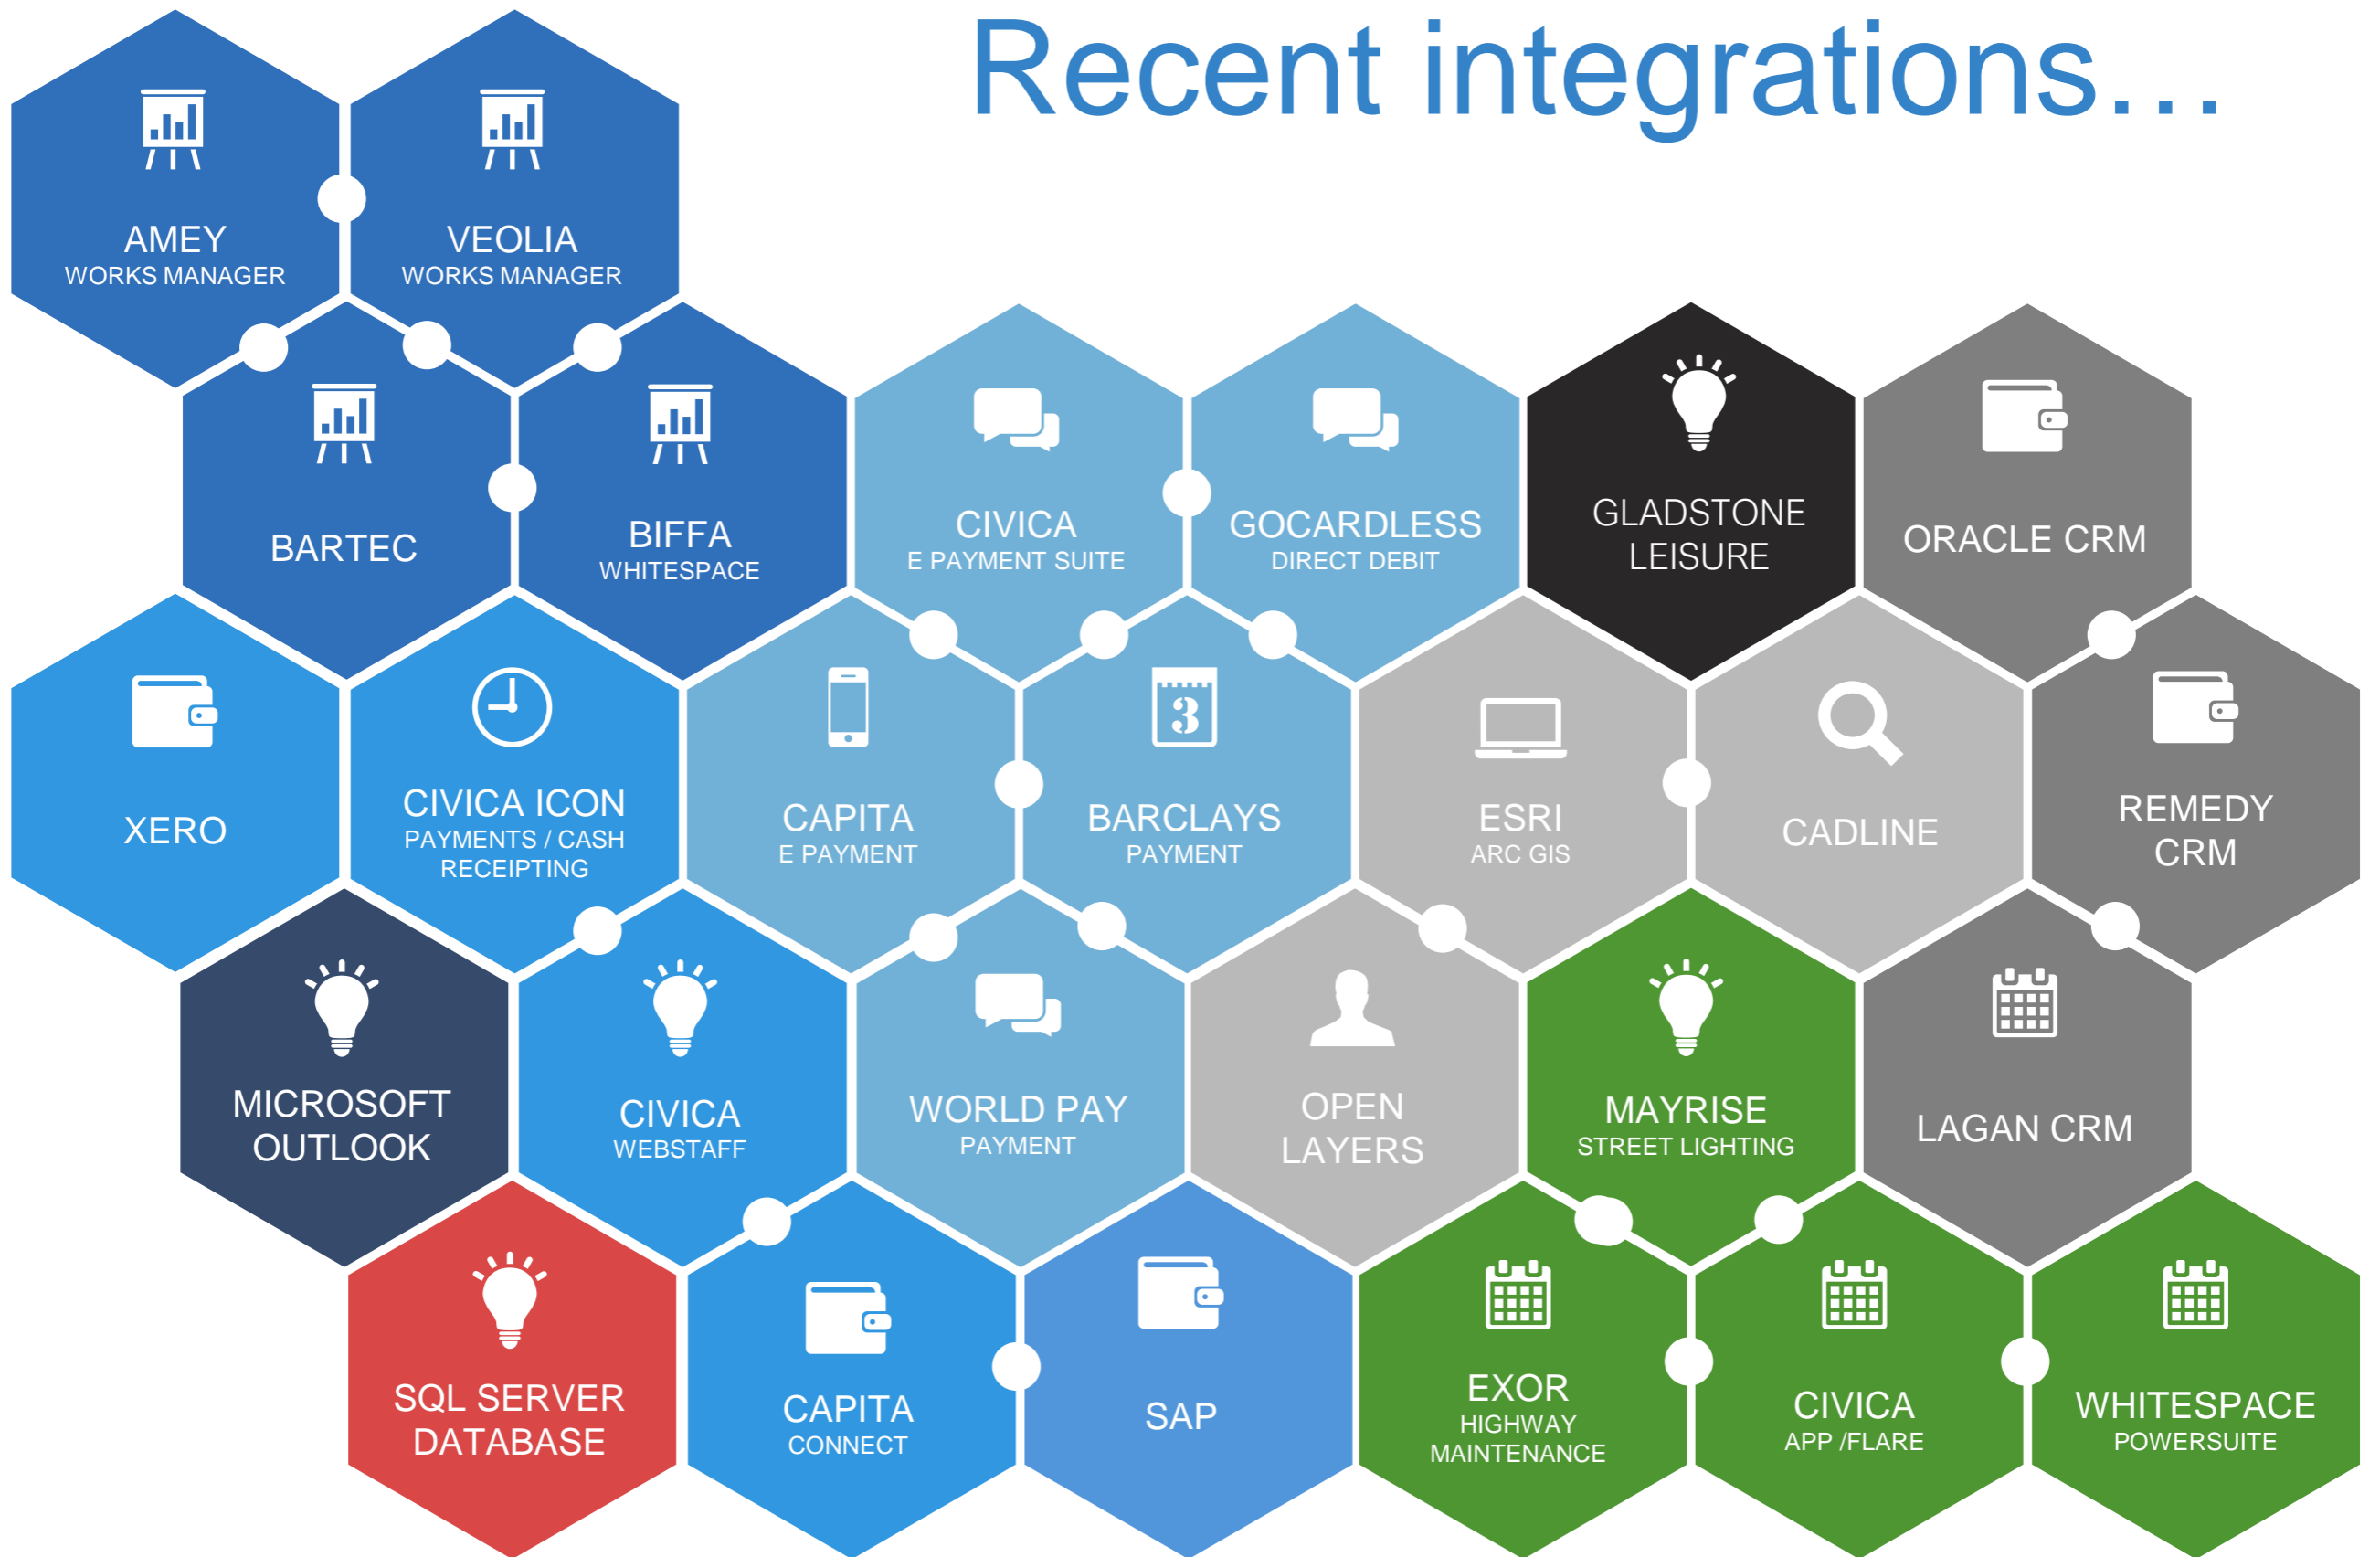 Recent integrations…
AMEY
WORKS MANAGER
VEOLIA
WORKS MANAGER
BARTEC
BIFFA
WHITESPACE
CIVICA
E PAYMENT SUITE
GOCARDLESS
DIRECT DEBIT
GLADSTONE
LEISURE
ORACLE CRM
XERO
CIVICA ICON
PAYMENTS / CASH
RECEIPTING
CAPITA
E PAYMENT
3
BARCLAYS
PAYMENT
ESRI
ARC GIS
CADLINE
REMEDY
CRM
MICROSOFT
OUTLOOK
CIVICA
WEBSTAFF
WORLD PAY
PAYMENT
OPEN
LAYERS
MAYRISE
STREET LIGHTING
LAGAN CRM
SQL SERVER
DATABASE
CAPITA
CONNECT
SAP
EXOR
HIGHWAY
MAINTENANCE
CIVICA
APP /FLARE
WHITESPACE
POWERSUITE